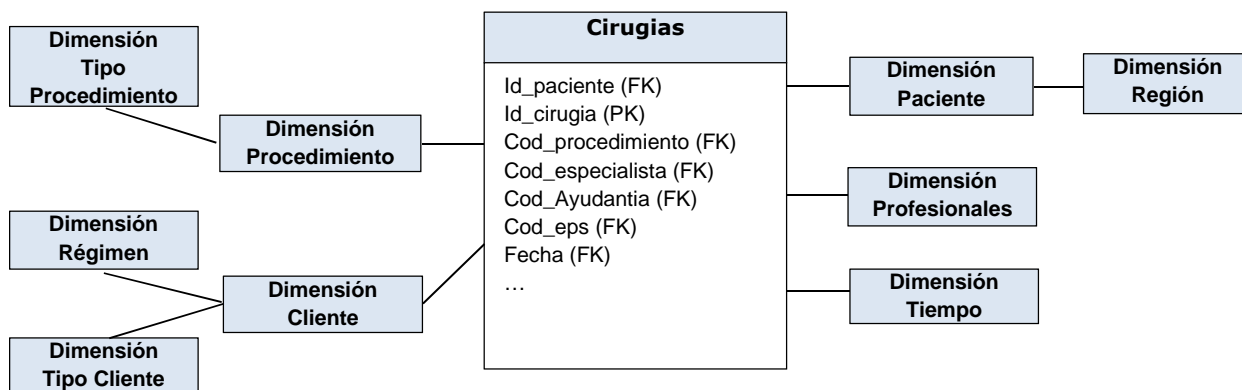 Dimensión
Tipo
Procedimiento
Dimensión
Procedimiento
Dimensión
Régimen
Dimensión
Cliente
Dimensión
Tipo Cliente
Cirugias
Id_paciente (FK)
Id_cirugia (PK)
Cod_procedimiento (FK)
Cod_especialista (FK)
Cod_Ayudantia (FK)
Cod_eps (FK)
Fecha (FK)
…
Dimensión
Paciente
Dimensión
Región
Dimensión
Profesionales
Dimensión
Tiempo